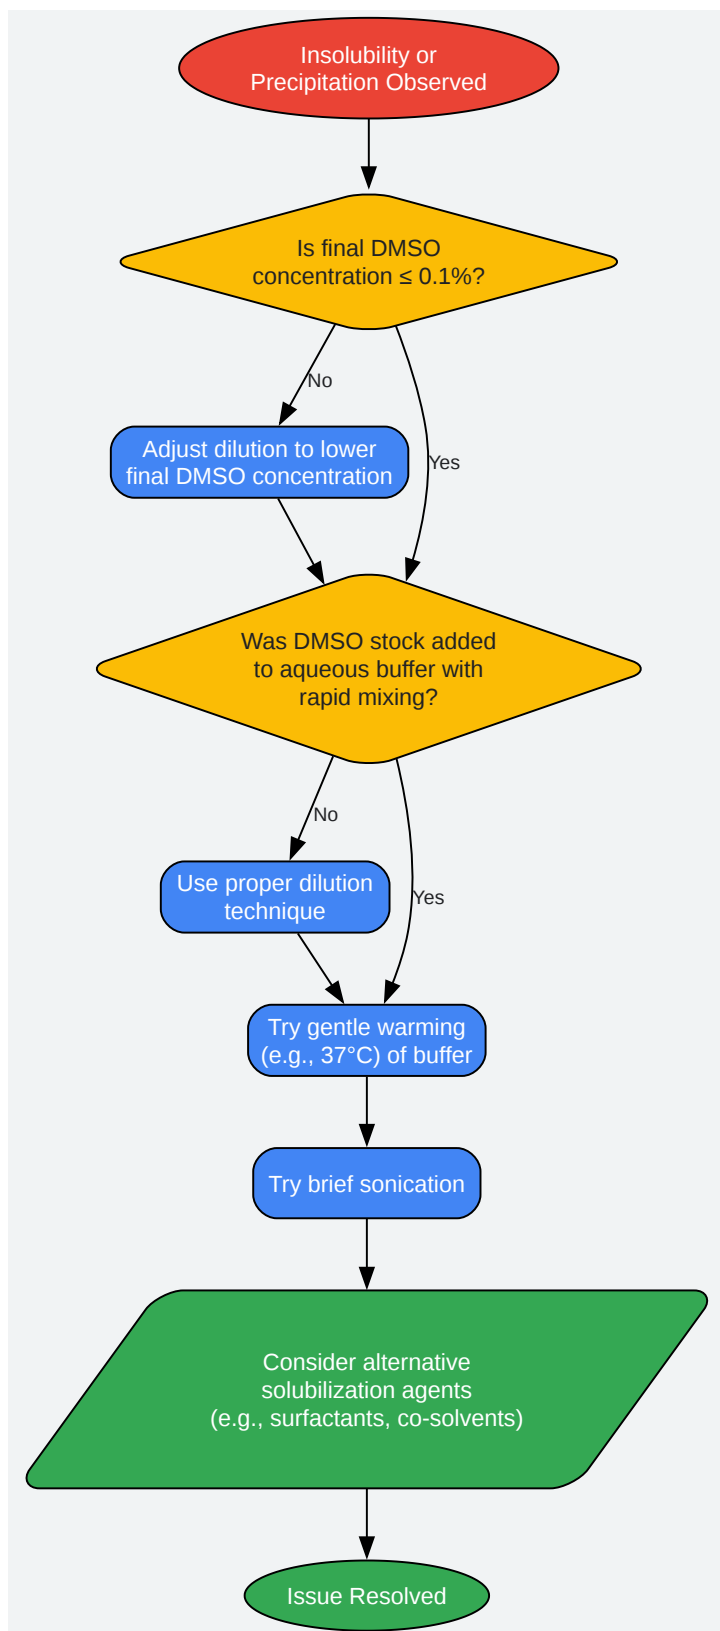 Insolubility or
Precipitation Observed
Is final DMSO
concentration ≤ 0.1%?
No
Adjust dilution to lower
final DMSO concentration
Yes
Was DMSO stock added
to aqueous buffer with
rapid mixing?
No
Use proper dilution
technique
Yes
Try gentle warming
(e.g., 37°C) of buffer
Try brief sonication
Consider alternative
solubilization agents
(e.g., surfactants, co-solvents)
Issue Resolved